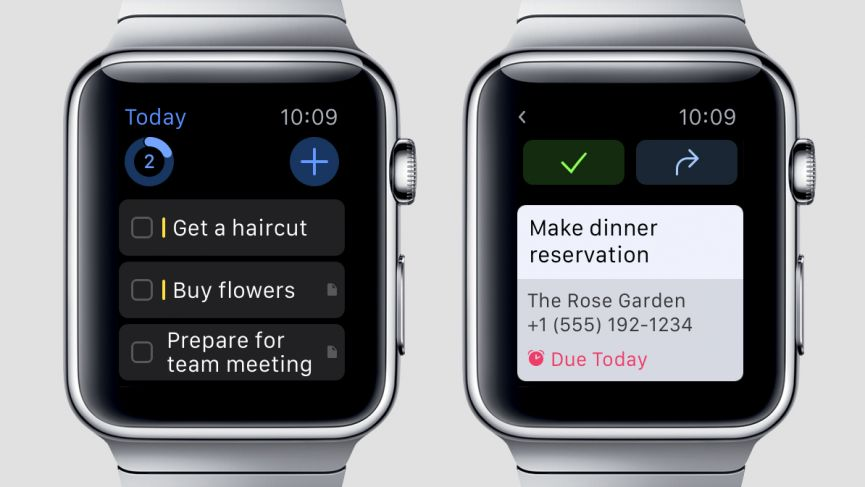 Today
10:09
2
Get a haircut
Buy flowers
Prepare for
team meeting
10:09
Make dinner
reservation
The Rose Garden
+1 (555) 192-1234
Due Today